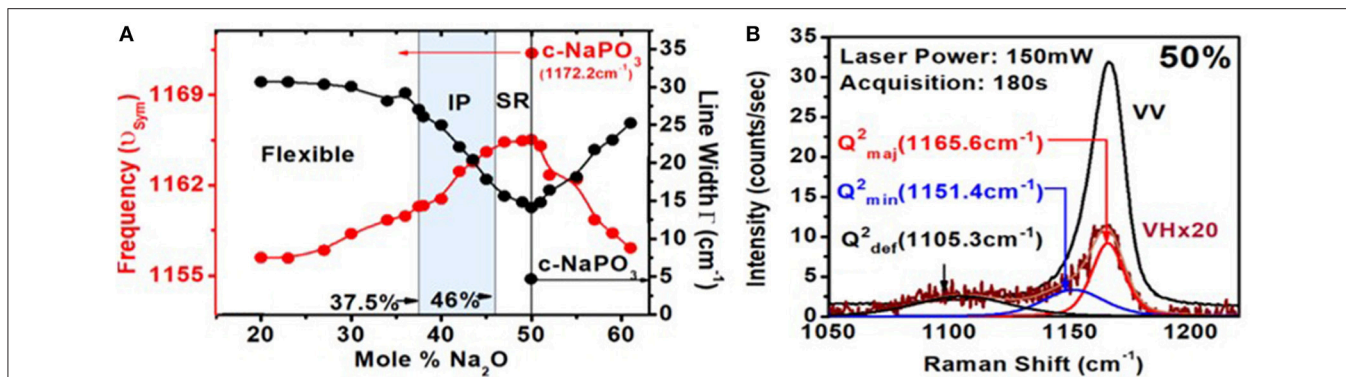 A
c-NaPO3
(1172.2cm-1)
IP
SR
Flexible
c-NaPO3
37.5%
46%
1169
1162
1155
Frequency (υSym)
35
30
25
20
15
10
5
0
Line Width Γ (cm-1)
20 30 40 50 60
Mole % Na2O
B
Laser Power: 150mW
Acquisition: 180s
50%
VV
Q2maj(1165.6cm-1)
Q2min(1151.4cm-1)
Q2def(1105.3cm-1)
VHx20
35
30
25
20
15
10
5
0
Intensity (counts/sec)
1050 1100 1150 1200
Raman Shift (cm-1)